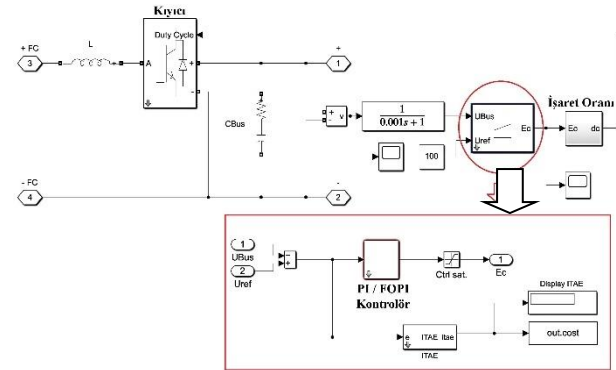 Kıyıcı
+ FC
3
L
A
Duty Cycle
+
-
+
1
CBus
+
-
v
1
0.001s + 1
UBus
Uref
Ec
İşaret Oranı
Ec dc
100
- FC
4
-
2
1
UBus
2
Uref
-
+
PI / FOPI
Kontrolör
Ctrl sat.
1
Ec
Display ITAE
e ITAE Itae
ITAE
out.cost